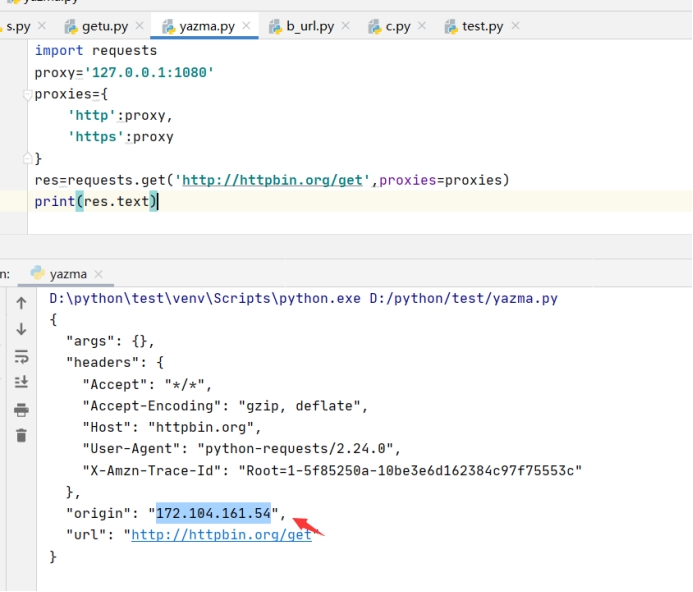 yazma.py
s.py
getu.py
yazma.py
b_url.py
c.py
test.py
import requests
proxy='127.0.0.1:1080'
proxies={
'http':proxy,
'https':proxy
}
res=requests.get('http://httpbin.org/get',proxies=proxies)
print(res.text)
n:
yazma
D:\python\test\venv\Scripts\python.exe D:/python/test/yazma.py
{
"args": {},
"headers": {
"Accept": "*/*",
"Accept-Encoding": "gzip, deflate",
"Host": "httpbin.org",
"User-Agent": "python-requests/2.24.0",
"X-Amzn-Trace-Id": "Root=1-5f85250a-10be3e6d162384c97f75553c"
},
"origin": "172.104.161.54",
"url": "http://httpbin.org/get"
}